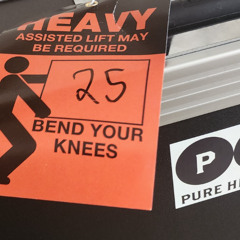 HEAVY
ASSISTED LIFT MAY
BE REQUIRED
25
BEND YOUR
KNEES
P
PURE